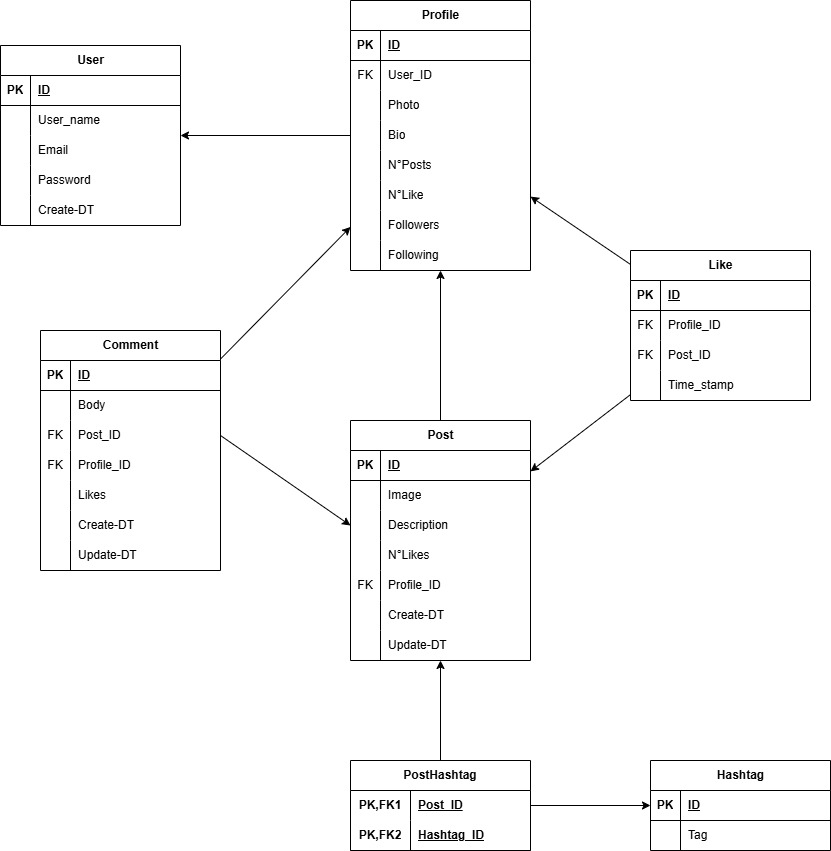 Profile
PK ID
FK User_ID
Photo
Bio
N°Posts
N°Like
Followers
Following
User
PK ID
User_name
Email
Password
Create-DT
Like
PK ID
FK Profile_ID
FK Post_ID
Time_stamp
Comment
PK ID
Body
FK Post_ID
FK Profile_ID
Likes
Create-DT
Update-DT
Post
PK ID
Image
Description
N°Likes
FK Profile_ID
Create-DT
Update-DT
PostHashtag
PK,FK1 Post_ID
PK,FK2 Hashtag_ID
Hashtag
PK ID
Tag